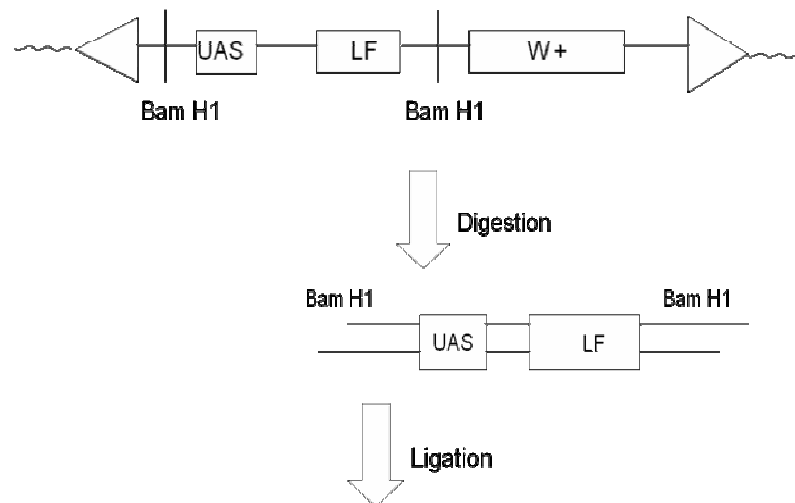 UAS LF W+
Bam H1 Bam H1
Digestion
Bam H1 Bam H1
UAS LF
Ligation